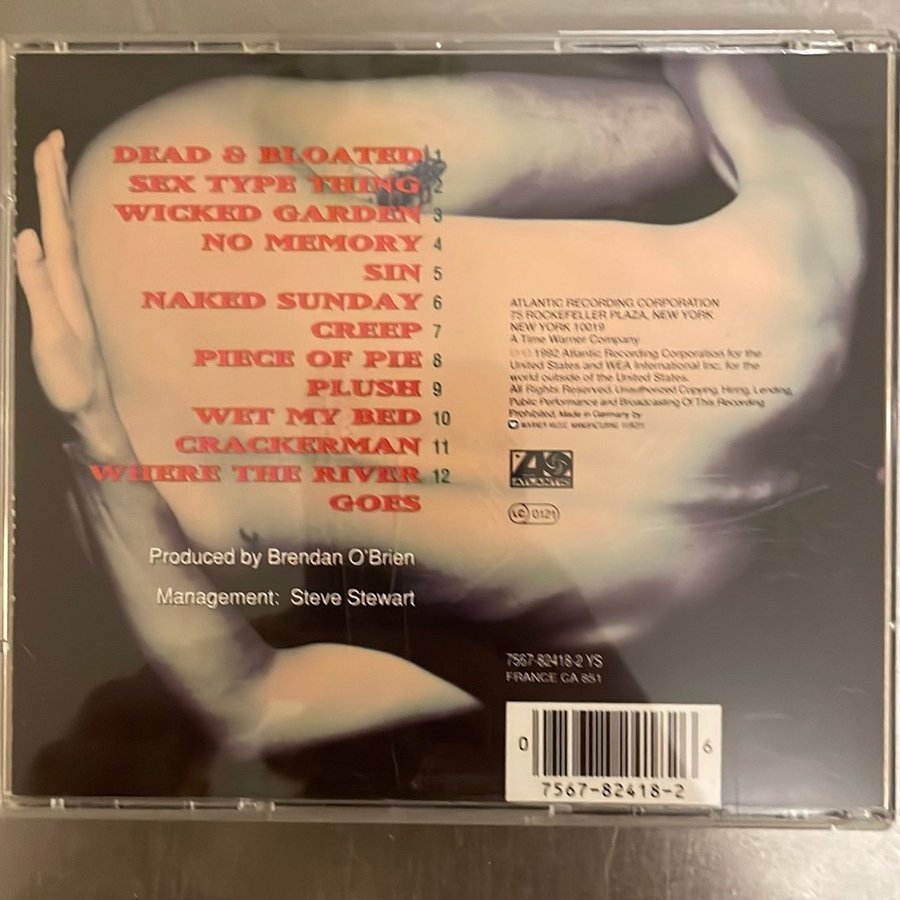 DEAD & BLOATED 1
SEX TYPE THING 2
WICKED GARDEN 3
NO MEMORY 4
SIN 5
NAKED SUNDAY 6
CREEP 7
PIECE OF PIE 8
PLUSH 9
WET MY BED 10
CRACKERMAN 11
WHERE THE RIVER 12
GOES
Produced by Brendan O'Brien
Management: Steve Stewart
ATLANTIC RECORDING CORPORATION
75 ROCKEFELLER PLAZA, NEW YORK
NEW YORK 10019
A Time Warner Company
1992 Atlantic Recording Corporation for the
United States and WEA International Inc. for the
world outside of the United States.
All Rights Reserved. Unauthorized Copying, Hiring, Lending,
Public Performance and Broadcasting Of This Recording
Prohibited. Made in Germany by
WARNER MUSIC MANUFACTURING EUROPE
ATLANTIC
LC 0121
7567-82418-2 YS
FRANCE CA 851
0 6
7567-82418-2